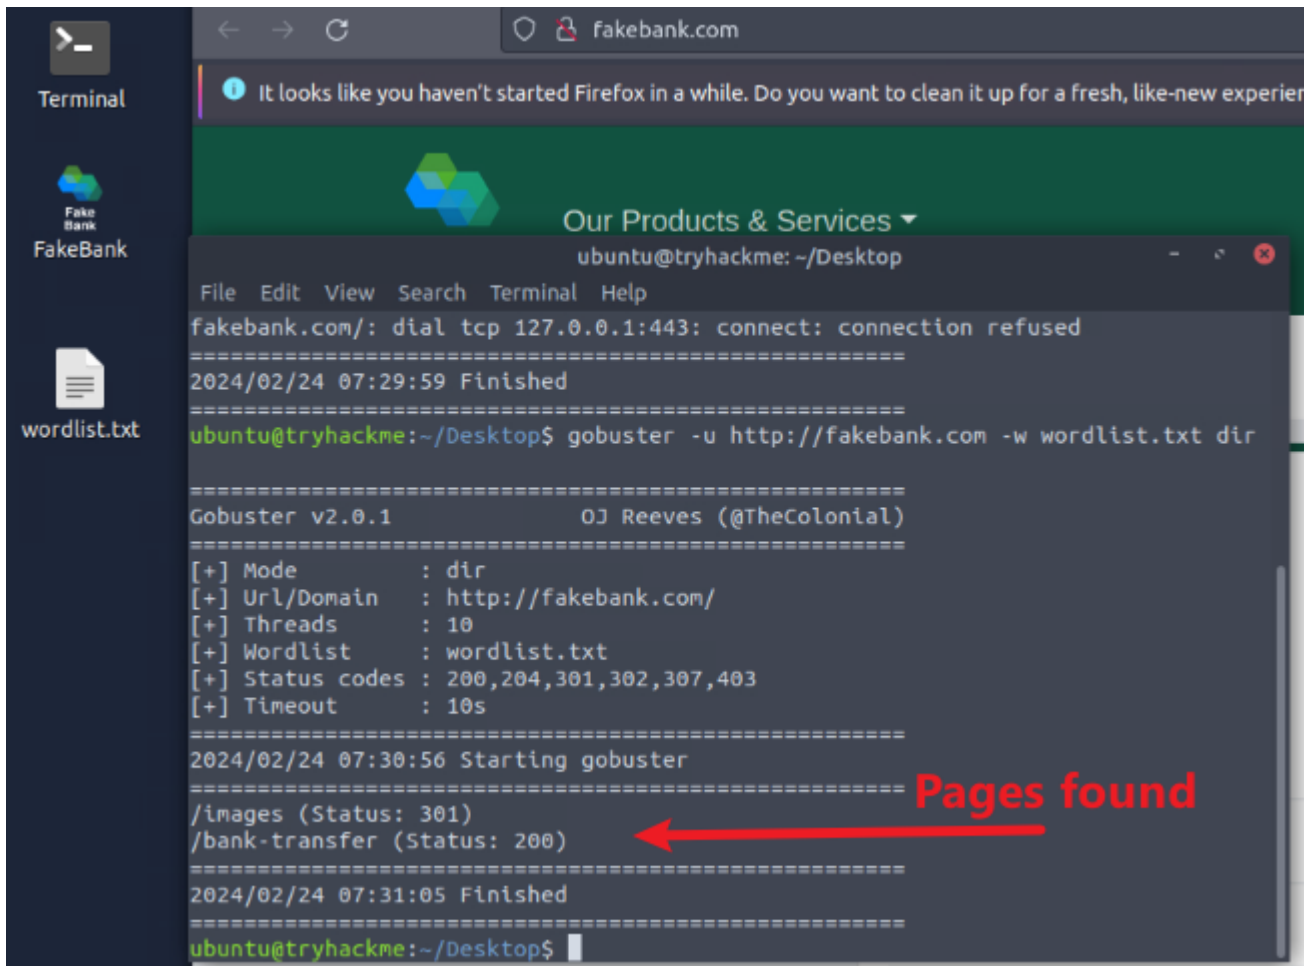 Terminal
Fake
Bank
FakeBank
wordlist.txt
fakebank.com
It looks like you haven't started Firefox in a while. Do you want to clean it up for a fresh, like-new experien
Our Products & Services
ubuntu@tryhackme: ~/Desktop
File Edit View Search Terminal Help
fakebank.com/: dial tcp 127.0.0.1:443: connect: connection refused
=====================================================
2024/02/24 07:29:59 Finished
=====================================================
ubuntu@tryhackme:~/Desktop$ gobuster -u http://fakebank.com -w wordlist.txt dir
=====================================================
Gobuster v2.0.1              OJ Reeves (@TheColonial)
=====================================================
[+] Mode         : dir
[+] Url/Domain   : http://fakebank.com/
[+] Threads      : 10
[+] Wordlist     : wordlist.txt
[+] Status codes : 200,204,301,302,307,403
[+] Timeout      : 10s
=====================================================
2024/02/24 07:30:56 Starting gobuster
=====================================================
Pages found
/images (Status: 301)
/bank-transfer (Status: 200)
=====================================================
2024/02/24 07:31:05 Finished
=====================================================
ubuntu@tryhackme:~/Desktop$